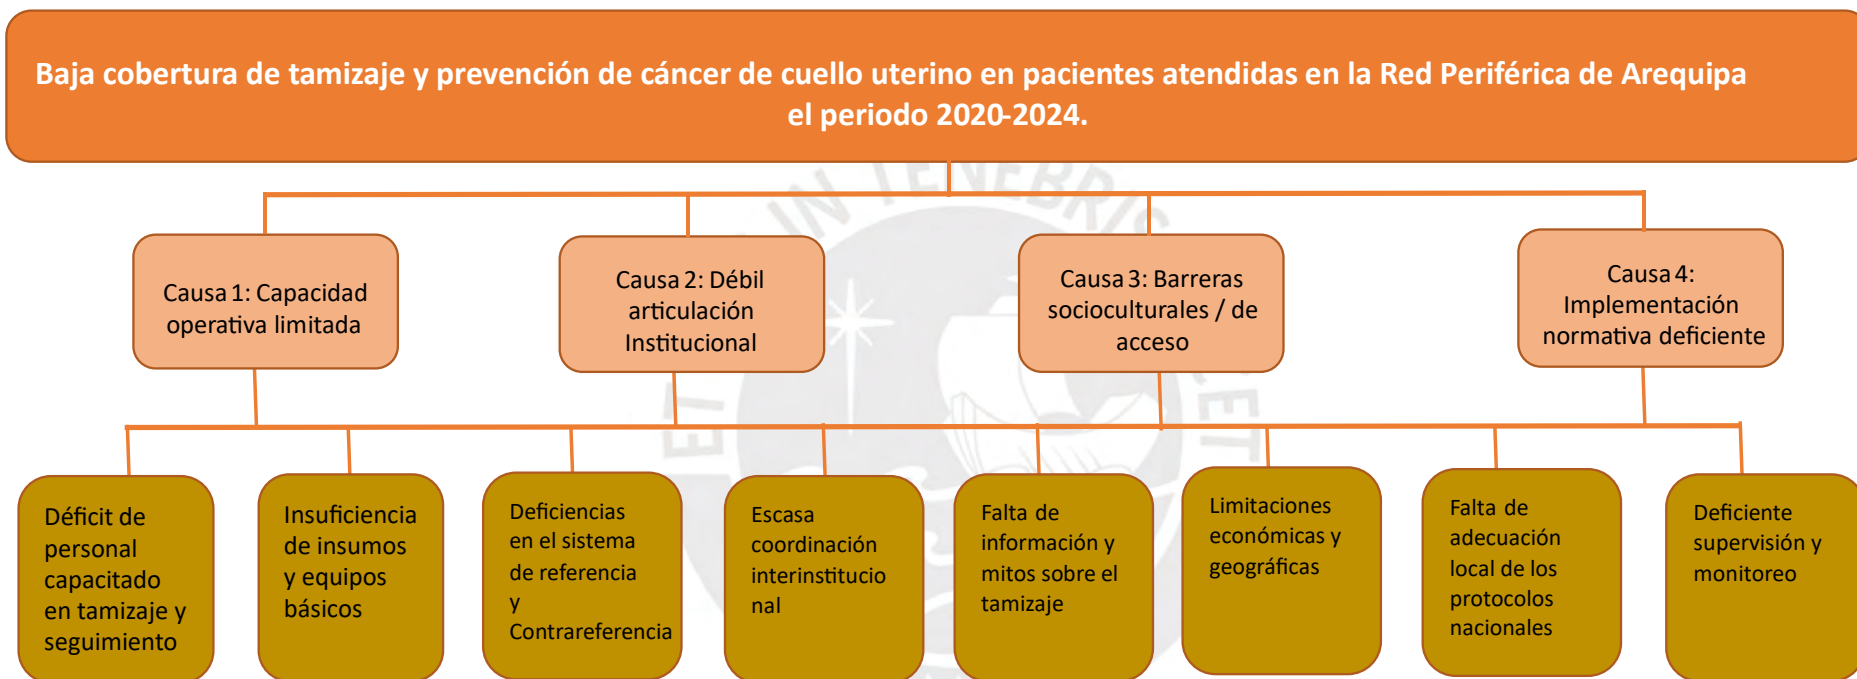 Baja cobertura de tamizaje y prevención de cáncer de cuello uterino en pacientes atendidas en la Red Periférica de Arequipa
el periodo 2020-2024.
Causa 1: Capacidad
operativa limitada
Causa 2: Débil
articulación
Institucional
Causa 3: Barreras
socioculturales / de
acceso
Causa 4:
Implementación
normativa deficiente
Déficit de
personal
capacitado
en tamizaje y
seguimiento
Insuficiencia
de insumos
y equipos
básicos
Deficiencias
en el sistema
de referencia
y
Contrareferencia
Escasa
coordinación
interinstitucio
nal
Falta de
información y
mitos sobre el
tamizaje
Limitaciones
económicas y
geográficas
Falta de
adecuación
local de los
protocolos
nacionales
Deficiente
supervisión y
monitoreo
ET
IN TENEBRIS
ET